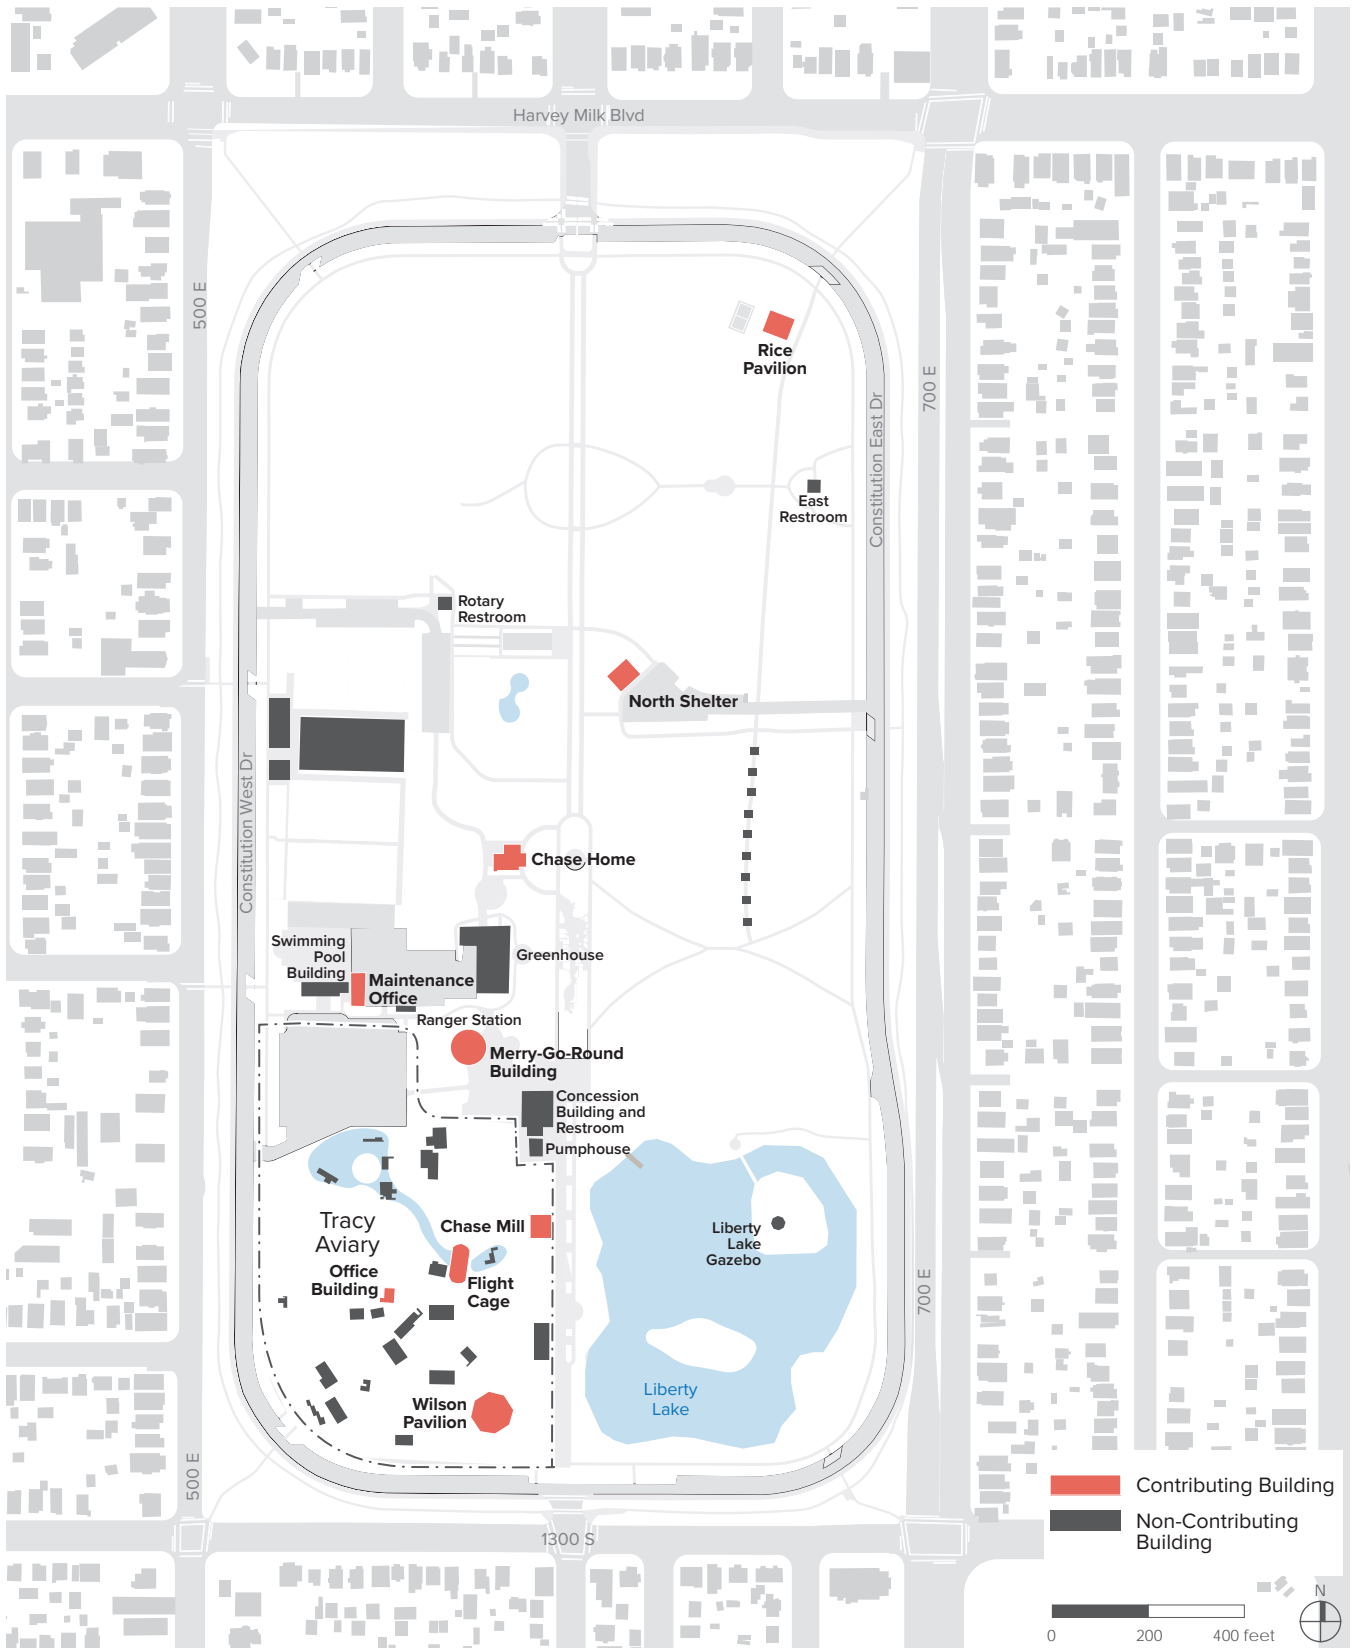 Harvey Milk Blvd
500 E
Rice
Pavilion
700 E
Constitution East Dr
East
Restroom
Rotary
Restroom
North Shelter
Constitution West Dr
Chase Home
Swimming
Pool
Building
Greenhouse
Maintenance
Office
Ranger Station
Merry-Go-Round
Building
Concession
Building and
Restroom
Pumphouse
Tracy
Aviary
Chase Mill
Liberty
Lake
Gazebo
Office
Building
Flight
Cage
700 E
Liberty
Lake
Wilson
Pavilion
500 E
1300 S
Contributing Building
Non-Contributing
Building
N
0 200 400 feet